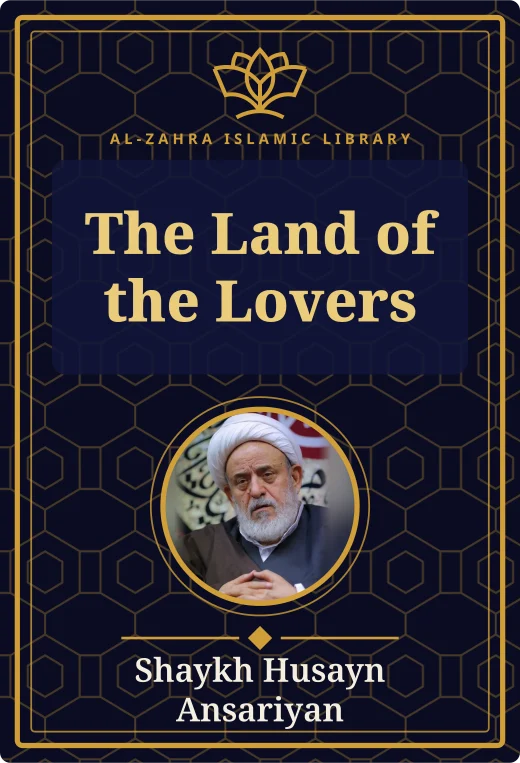 AL-ZAHRA ISLAMIC LIBRARY
The Land of
the Lovers
Shaykh Husayn
Ansariyan